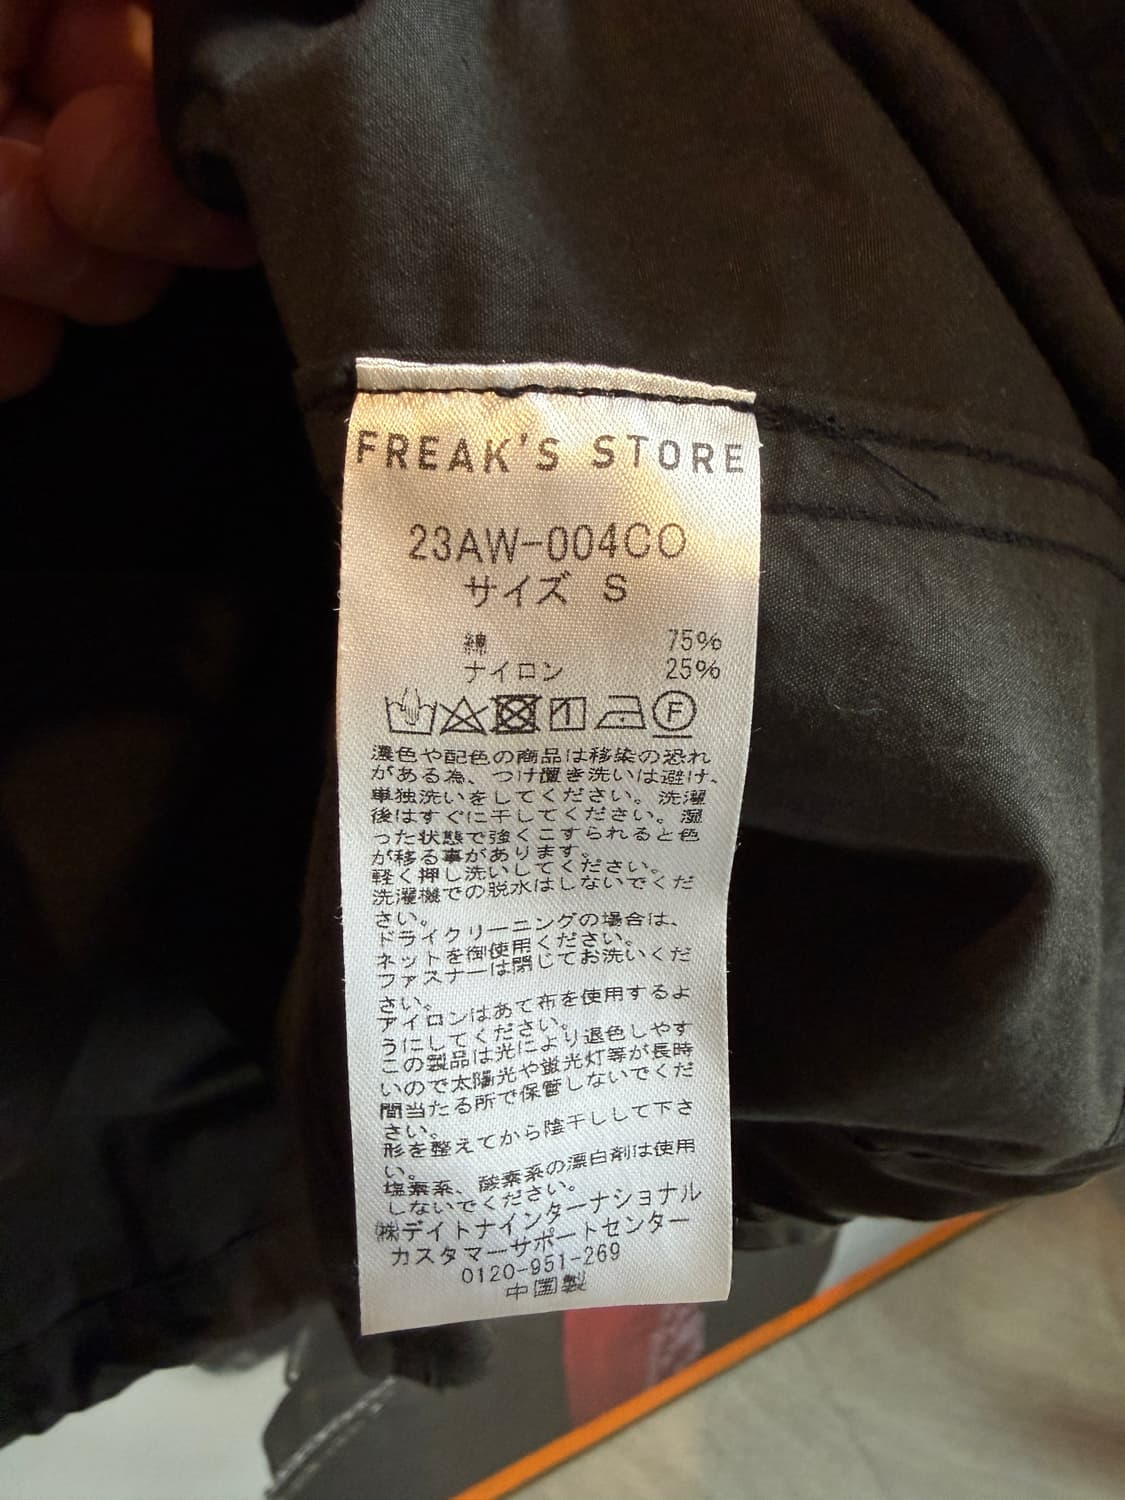 FREAK'S STORE
23AW-004CO
サイズ S
綿 75%
ナイロン 25%
F
濃色や配色の商品は移染の恐れ
がある為、つけ置き洗いは避け、
単独洗いをしてください。洗濯
後はすぐに干してください。湿
った状態で強くこすられると色
が移る事があります。
軽く押し洗いしてください。
洗濯機での脱水はしないでくだ
さい。
ドライクリーニングの場合は、
ネットを御使用ください。
ファスナーは閉じてお洗いくだ
さい。
アイロンはあて布を使用するよ
うにしてください。
この製品は光により退色しやす
いので太陽光や蛍光灯等が長時
間当たる所で保管しないでくだ
さい。
形を整えてから陰干しして下さ
い。
塩素系、酸素系の漂白剤は使用
しないでください。
㈱デイトナインターナショナル
カスタマーサポートセンター
0120-951-269
中国製